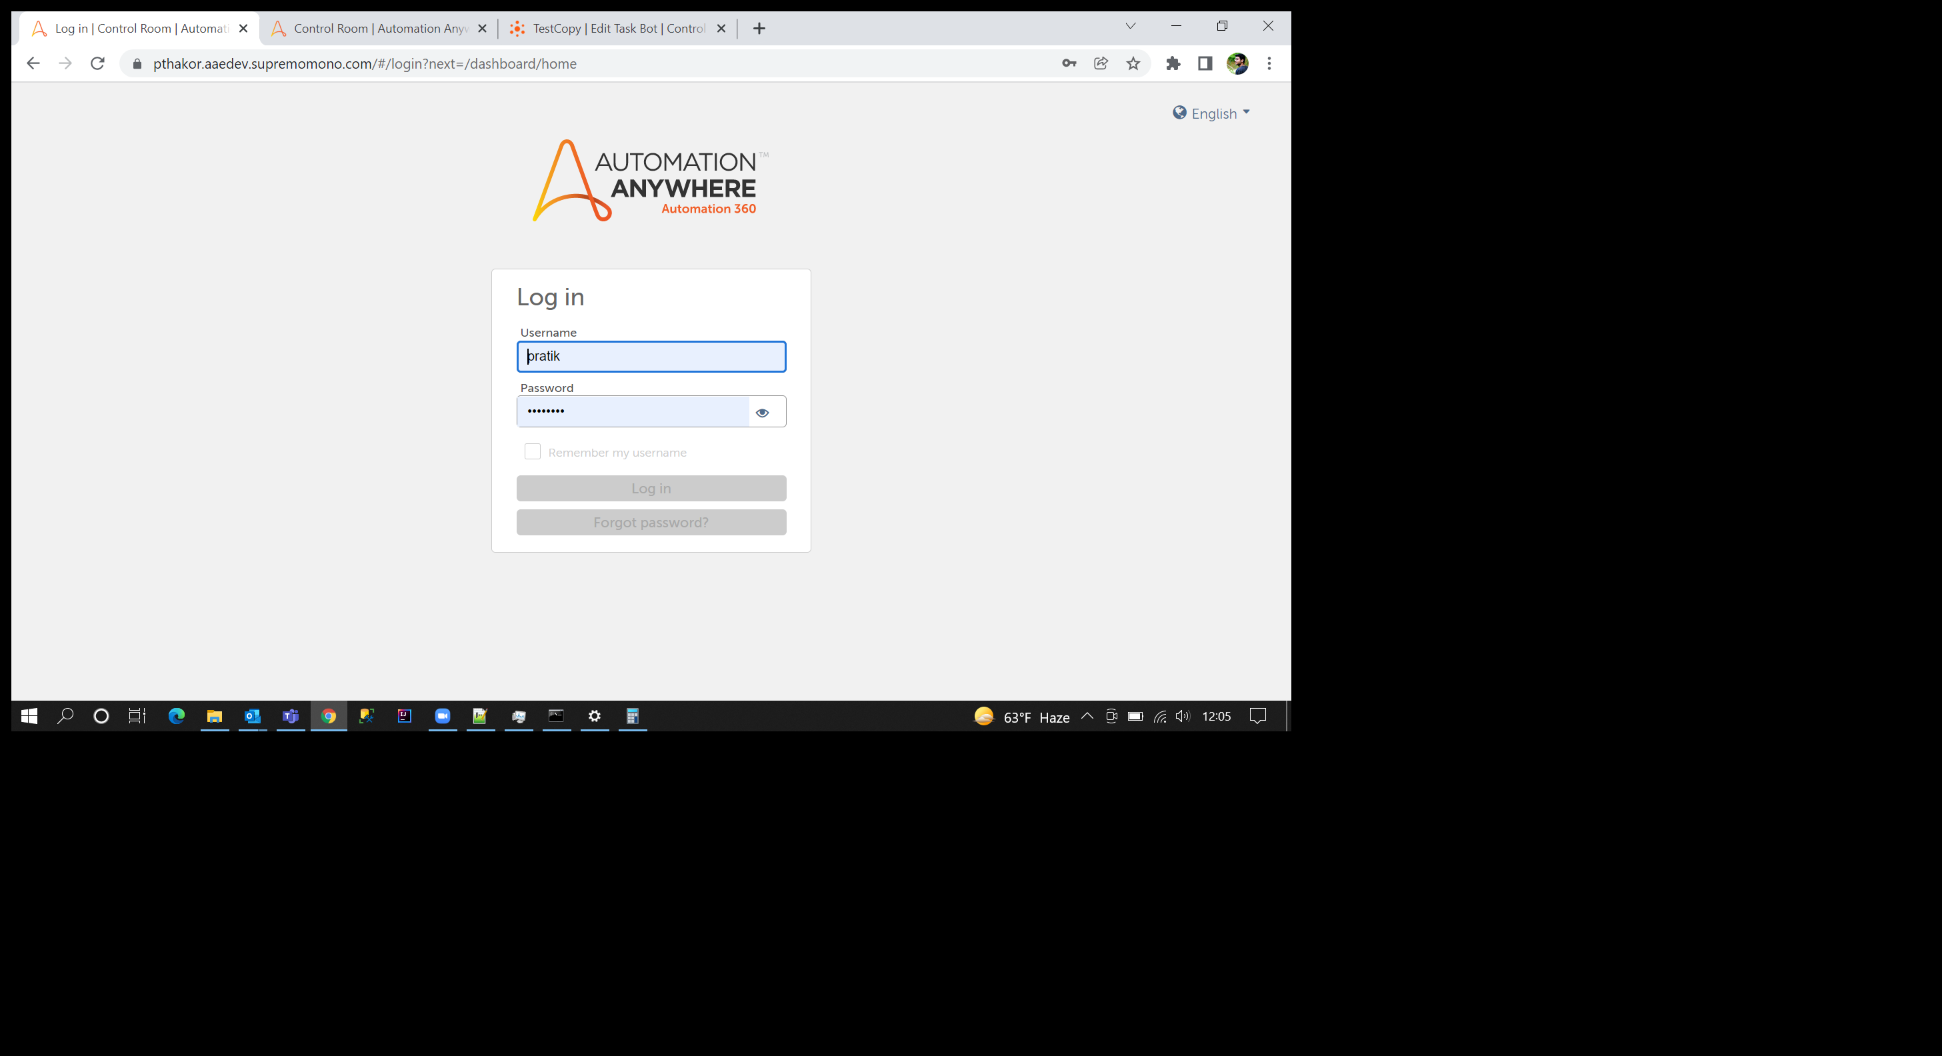 Log in | Control Room | Automat
Control Room | Automation Anyw
TestCopy | Edit Task Bot | Control
pthakor.aaedev.supremomono.com/#/login?next=/dashboard/home
English
AUTOMATION™
ANYWHERE
Automation 360
Log in
Username
pratik
Password
••••••••
Remember my username
Log in
Forgot password?
63°F Haze
12:05